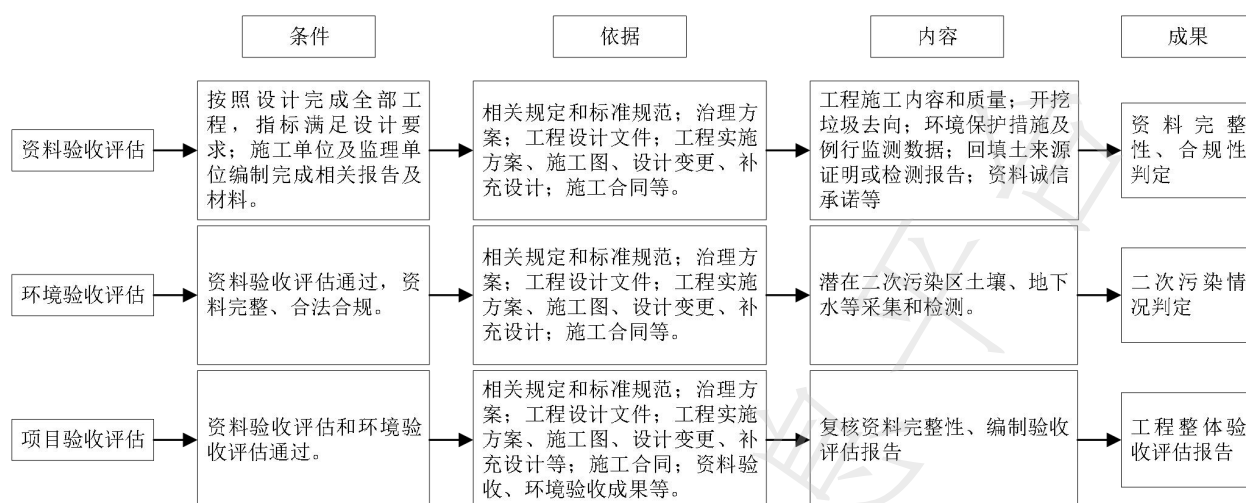 条件
依据
内容
成果
资料验收评估
按照设计完成全部工
程，指标满足设计要
求；施工单位及监理单
位编制完成相关报告及
材料。
相关规定和标准规范；治理方
案；工程设计文件；工程实施
方案、施工图、设计变更、补
充设计；施工合同等。
工程施工内容和质量；开挖
垃圾去向；环境保护措施及
例行监测数据；回填土来源
证明或检测报告；资料诚信
承诺等
资料完整
性、合规性
判定
环境验收评估
资料验收评估通过，资
料完整、合法合规。
相关规定和标准规范；治理方
案；工程设计文件；工程实施
方案、施工图、设计变更、补
充设计；施工合同等。
潜在二次污染区土壤、地下
水等采集和检测。
二次污染情
况判定
项目验收评估
资料验收评估和环境验
收评估通过。
相关规定和标准规范；治理方
案；工程设计文件；工程实施
方案、施工图、设计变更、补
充设计等；施工合同；资料验
收、环境验收成果等。
复核资料完整性、编制验收
评估报告
工程整体验
收评估报告